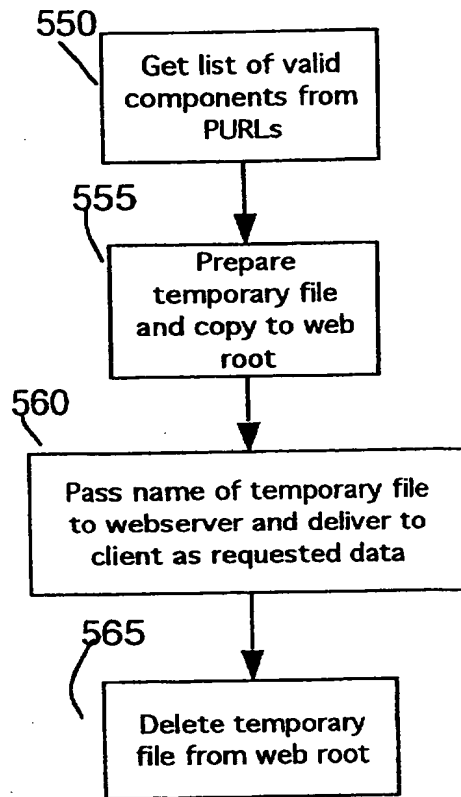 550
Get list of valid
components from
PURLs
555
Prepare
temporary file
and copy to web
root
560
Pass name of temporary file
to webserver and deliver to
client as requested data
565
Delete temporary
file from web root